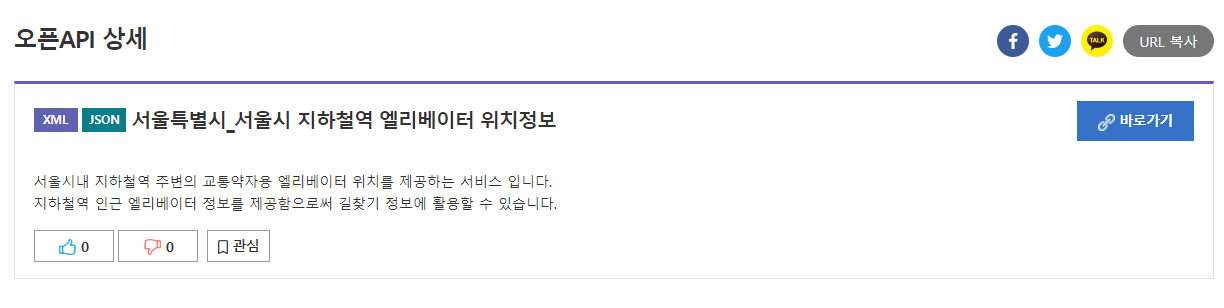 오픈API 상세
TALK
URL 복사
XML JSON 서울특별시_서울시 지하철역 엘리베이터 위치정보
바로가기
서울시내 지하철역 주변의 교통약자용 엘리베이터 위치를 제공하는 서비스 입니다.
지하철역 인근 엘리베이터 정보를 제공함으로써 길찾기 정보에 활용할 수 있습니다.
0 0 관심